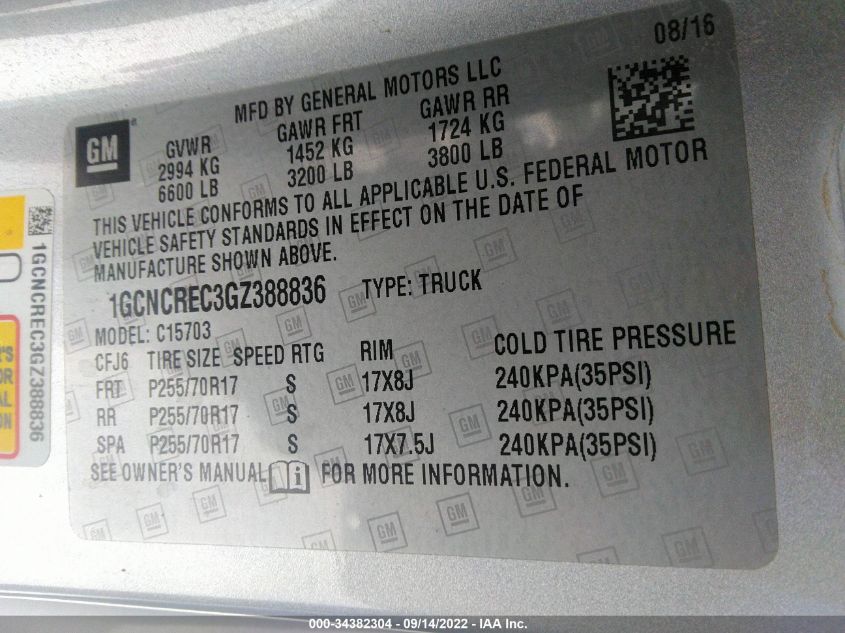 08/16
MFD BY GENERAL MOTORS LLC
GM
GVWR GAWR FRT GAWR RR
2994 KG 1452 KG 1724 KG
6600 LB 3200 LB 3800 LB
THIS VEHICLE CONFORMS TO ALL APPLICABLE U.S. FEDERAL MOTOR
VEHICLE SAFETY STANDARDS IN EFFECT ON THE DATE OF
MANUFACTURE SHOWN ABOVE.
1GCNCREC3GZ388836 TYPE: TRUCK
MODEL: C15703
CFJ6 TIRE SIZE SPEED RTG RIM COLD TIRE PRESSURE
FRT P255/70R17 S 17X8J 240KPA(35PSI)
RR P255/70R17 S 17X8J 240KPA(35PSI)
SPA P255/70R17 S 17X7.5J 240KPA(35PSI)
SEE OWNER'S MANUAL i FOR MORE INFORMATION.
1GCNCREC3GZ388836
000-34382304 - 09/14/2022 - IAA Inc.